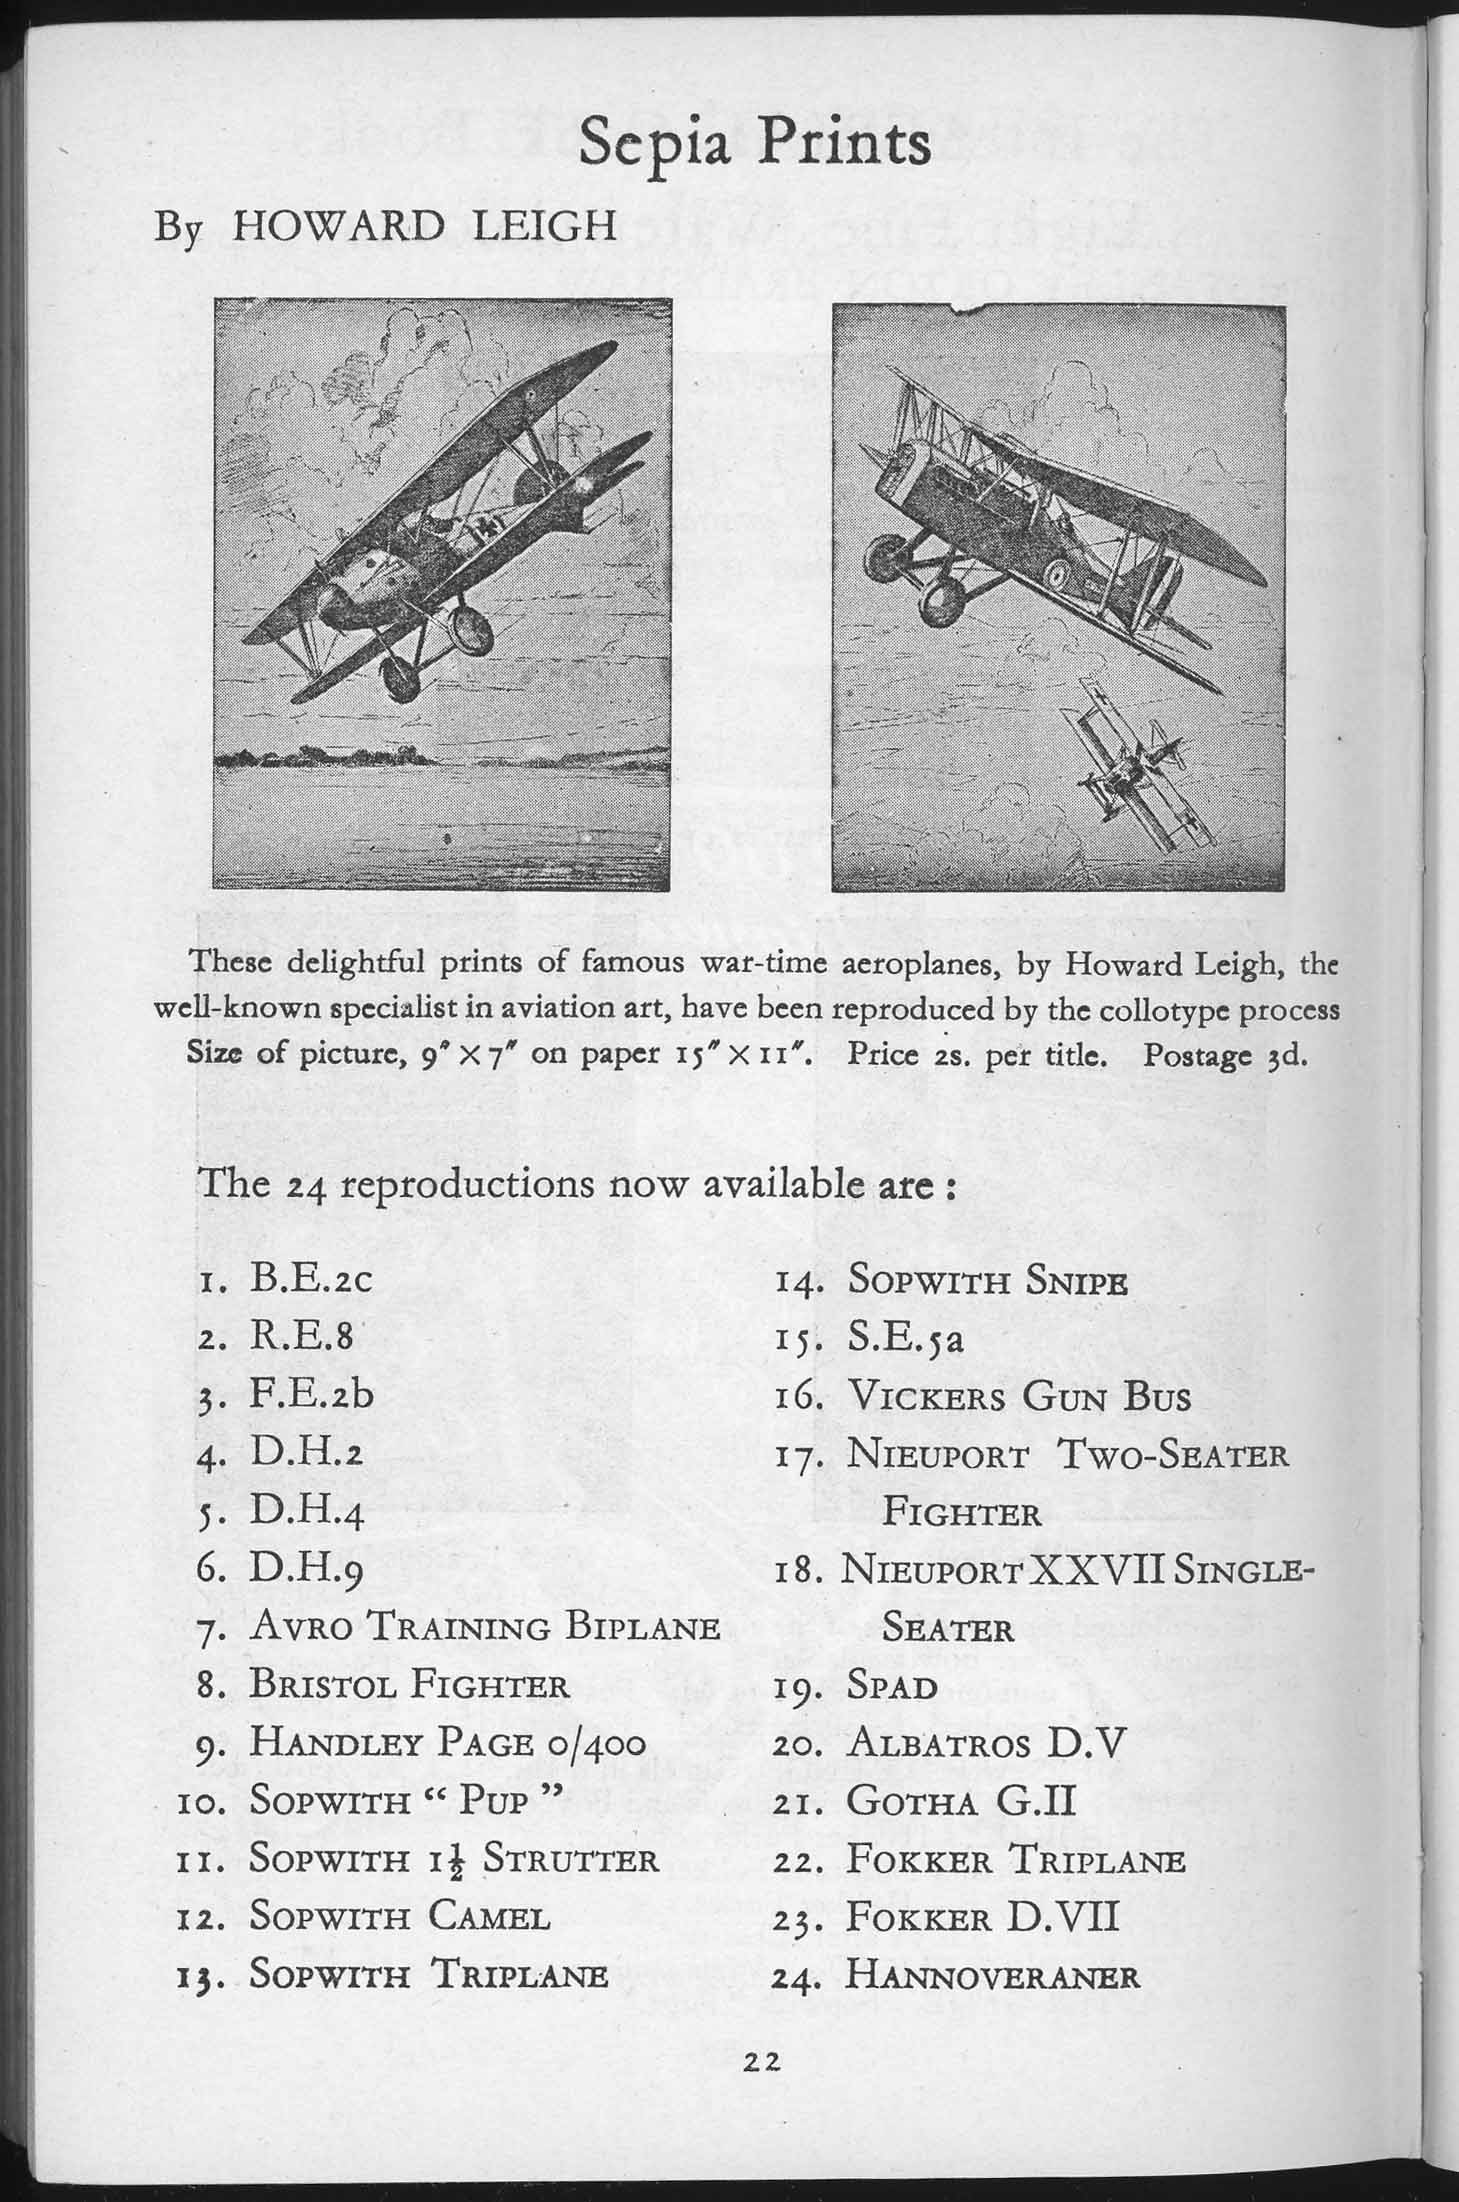 Sepia Prints
By HOWARD LEIGH
These delightful prints of famous war-time aeroplanes, by Howard Leigh, the
well-known specialist in aviation art, have been reproduced by the collotype process
Size of picture, 9″ × 7″ on paper 15″ × 11″. Price 2s. per title. Postage 3d.
The 24 reproductions now available are :
1. B.E.2c
2. R.E.8
3. F.E.2b
4. D.H.2
5. D.H.4
6. D.H.9
7. Avro Training Biplane
8. Bristol Fighter
9. Handley Page 0/400
10. Sopwith “ Pup ”
11. Sopwith 1½ Strutter
12. Sopwith Camel
13. Sopwith Triplane
14. Sopwith Snipe
15. S.E.5a
16. Vickers Gun Bus
17. Nieuport Two-Seater
Fighter
18. Nieuport XXVII Single-
Seater
19. Spad
20. Albatros D.V
21. Gotha G.II
22. Fokker Triplane
23. Fokker D.VII
24. Hannoveraner
22